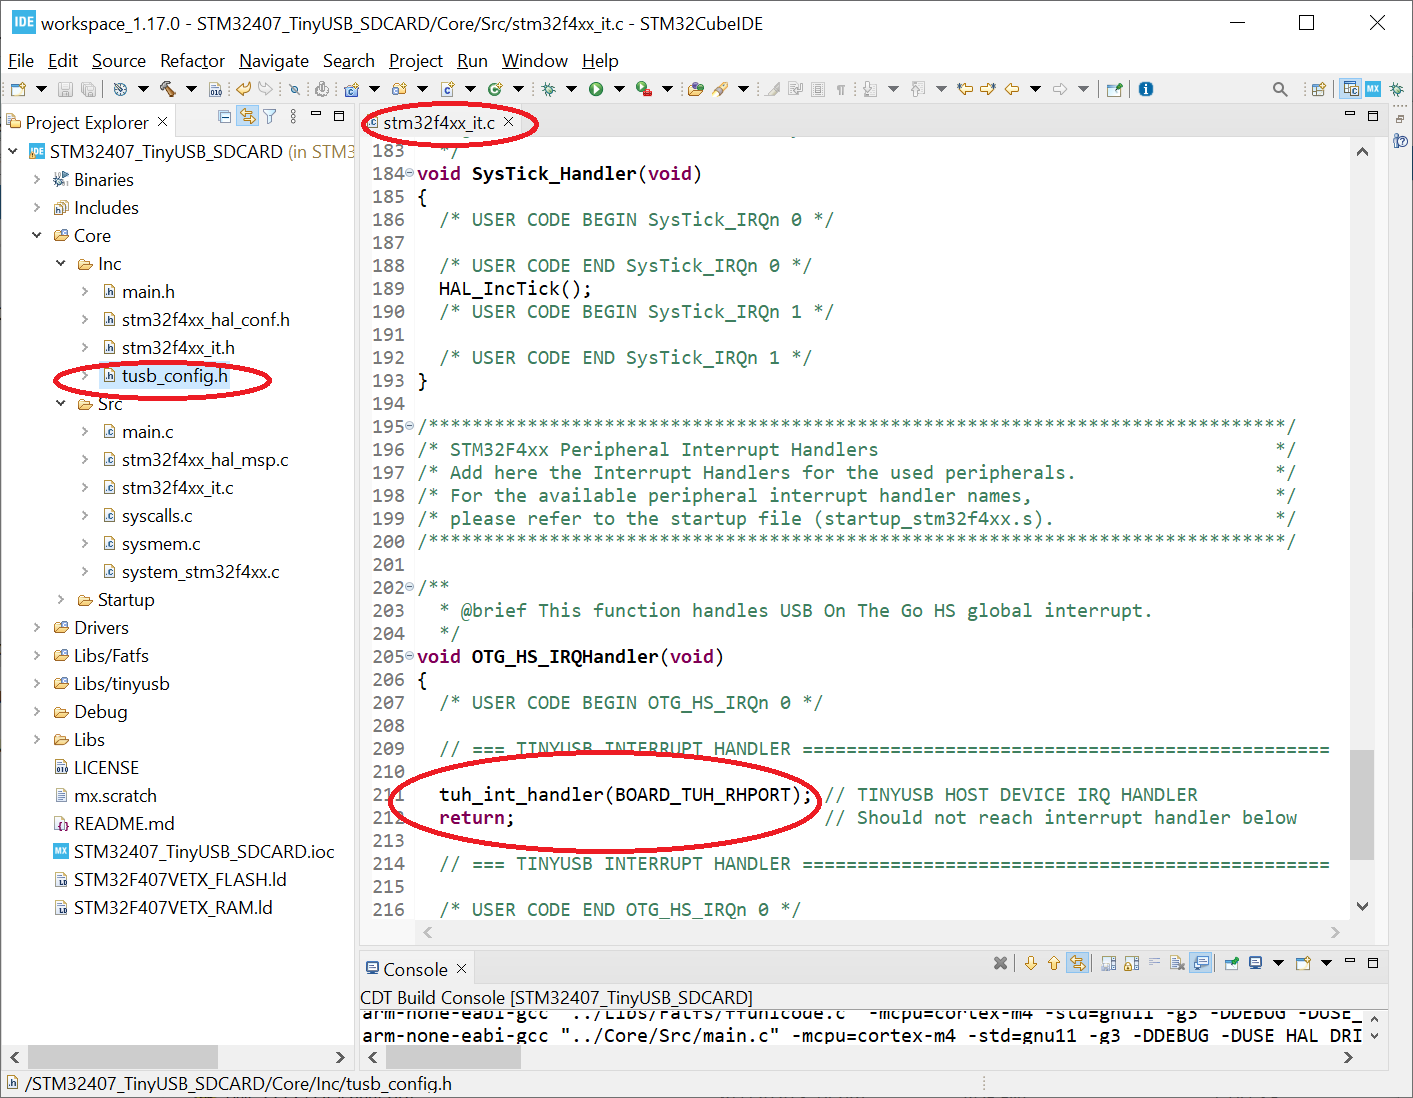 IDE workspace_1.17.0 - STM32407_TinyUSB_SDCARD/Core/Src/stm32f4xx_it.c - STM32CubeIDE
File Edit Source Refactor Navigate Search Project Run Window Help
Project Explorer
STM32407_TinyUSB_SDCARD (in STM3
Binaries
Includes
Core
Inc
main.h
stm32f4xx_hal_conf.h
stm32f4xx_it.h
tusb_config.h
Src
main.c
stm32f4xx_hal_msp.c
stm32f4xx_it.c
syscalls.c
sysmem.c
system_stm32f4xx.c
Startup
Drivers
Libs/Fatfs
Libs/tinyusb
Debug
Libs
LICENSE
mx.scratch
README.md
STM32407_TinyUSB_SDCARD.ioc
STM32F407VETX_FLASH.ld
STM32F407VETX_RAM.ld
stm32f4xx_it.c
183 */
184 void SysTick_Handler(void)
185 {
186 /* USER CODE BEGIN SysTick_IRQn 0 */
187
188 /* USER CODE END SysTick_IRQn 0 */
189 HAL_IncTick();
190 /* USER CODE BEGIN SysTick_IRQn 1 */
191
192 /* USER CODE END SysTick_IRQn 1 */
193 }
194
195 /******************************************************************************/
196 /* STM32F4xx Peripheral Interrupt Handlers */
197 /* Add here the Interrupt Handlers for the used peripherals. */
198 /* For the available peripheral interrupt handler names, */
199 /* please refer to the startup file (startup_stm32f4xx.s). */
200 /******************************************************************************/
201
202 /**
203 * @brief This function handles USB On The Go HS global interrupt.
204 */
205 void OTG_HS_IRQHandler(void)
206 {
207 /* USER CODE BEGIN OTG_HS_IRQn 0 */
208
209 // === TINYUSB INTERRUPT HANDLER ================================================
210
211 tuh_int_handler(BOARD_TUH_RHPORT); // TINYUSB HOST DEVICE IRQ HANDLER
212 return; // Should not reach interrupt handler below
213
214 // === TINYUSB INTERRUPT HANDLER ================================================
215
216 /* USER CODE END OTG_HS_IRQn 0 */
Console
CDT Build Console [STM32407_TinyUSB_SDCARD]
arm-none-eabi-gcc "../Libs/Fatfs/ffunicode.c" -mcpu=cortex-m4 -std=gnu11 -g3 -DDEBUG -DUSE_
arm-none-eabi-gcc "../Core/Src/main.c" -mcpu=cortex-m4 -std=gnu11 -g3 -DDEBUG -DUSE_HAL_DRI
/STM32407_TinyUSB_SDCARD/Core/Inc/tusb_config.h